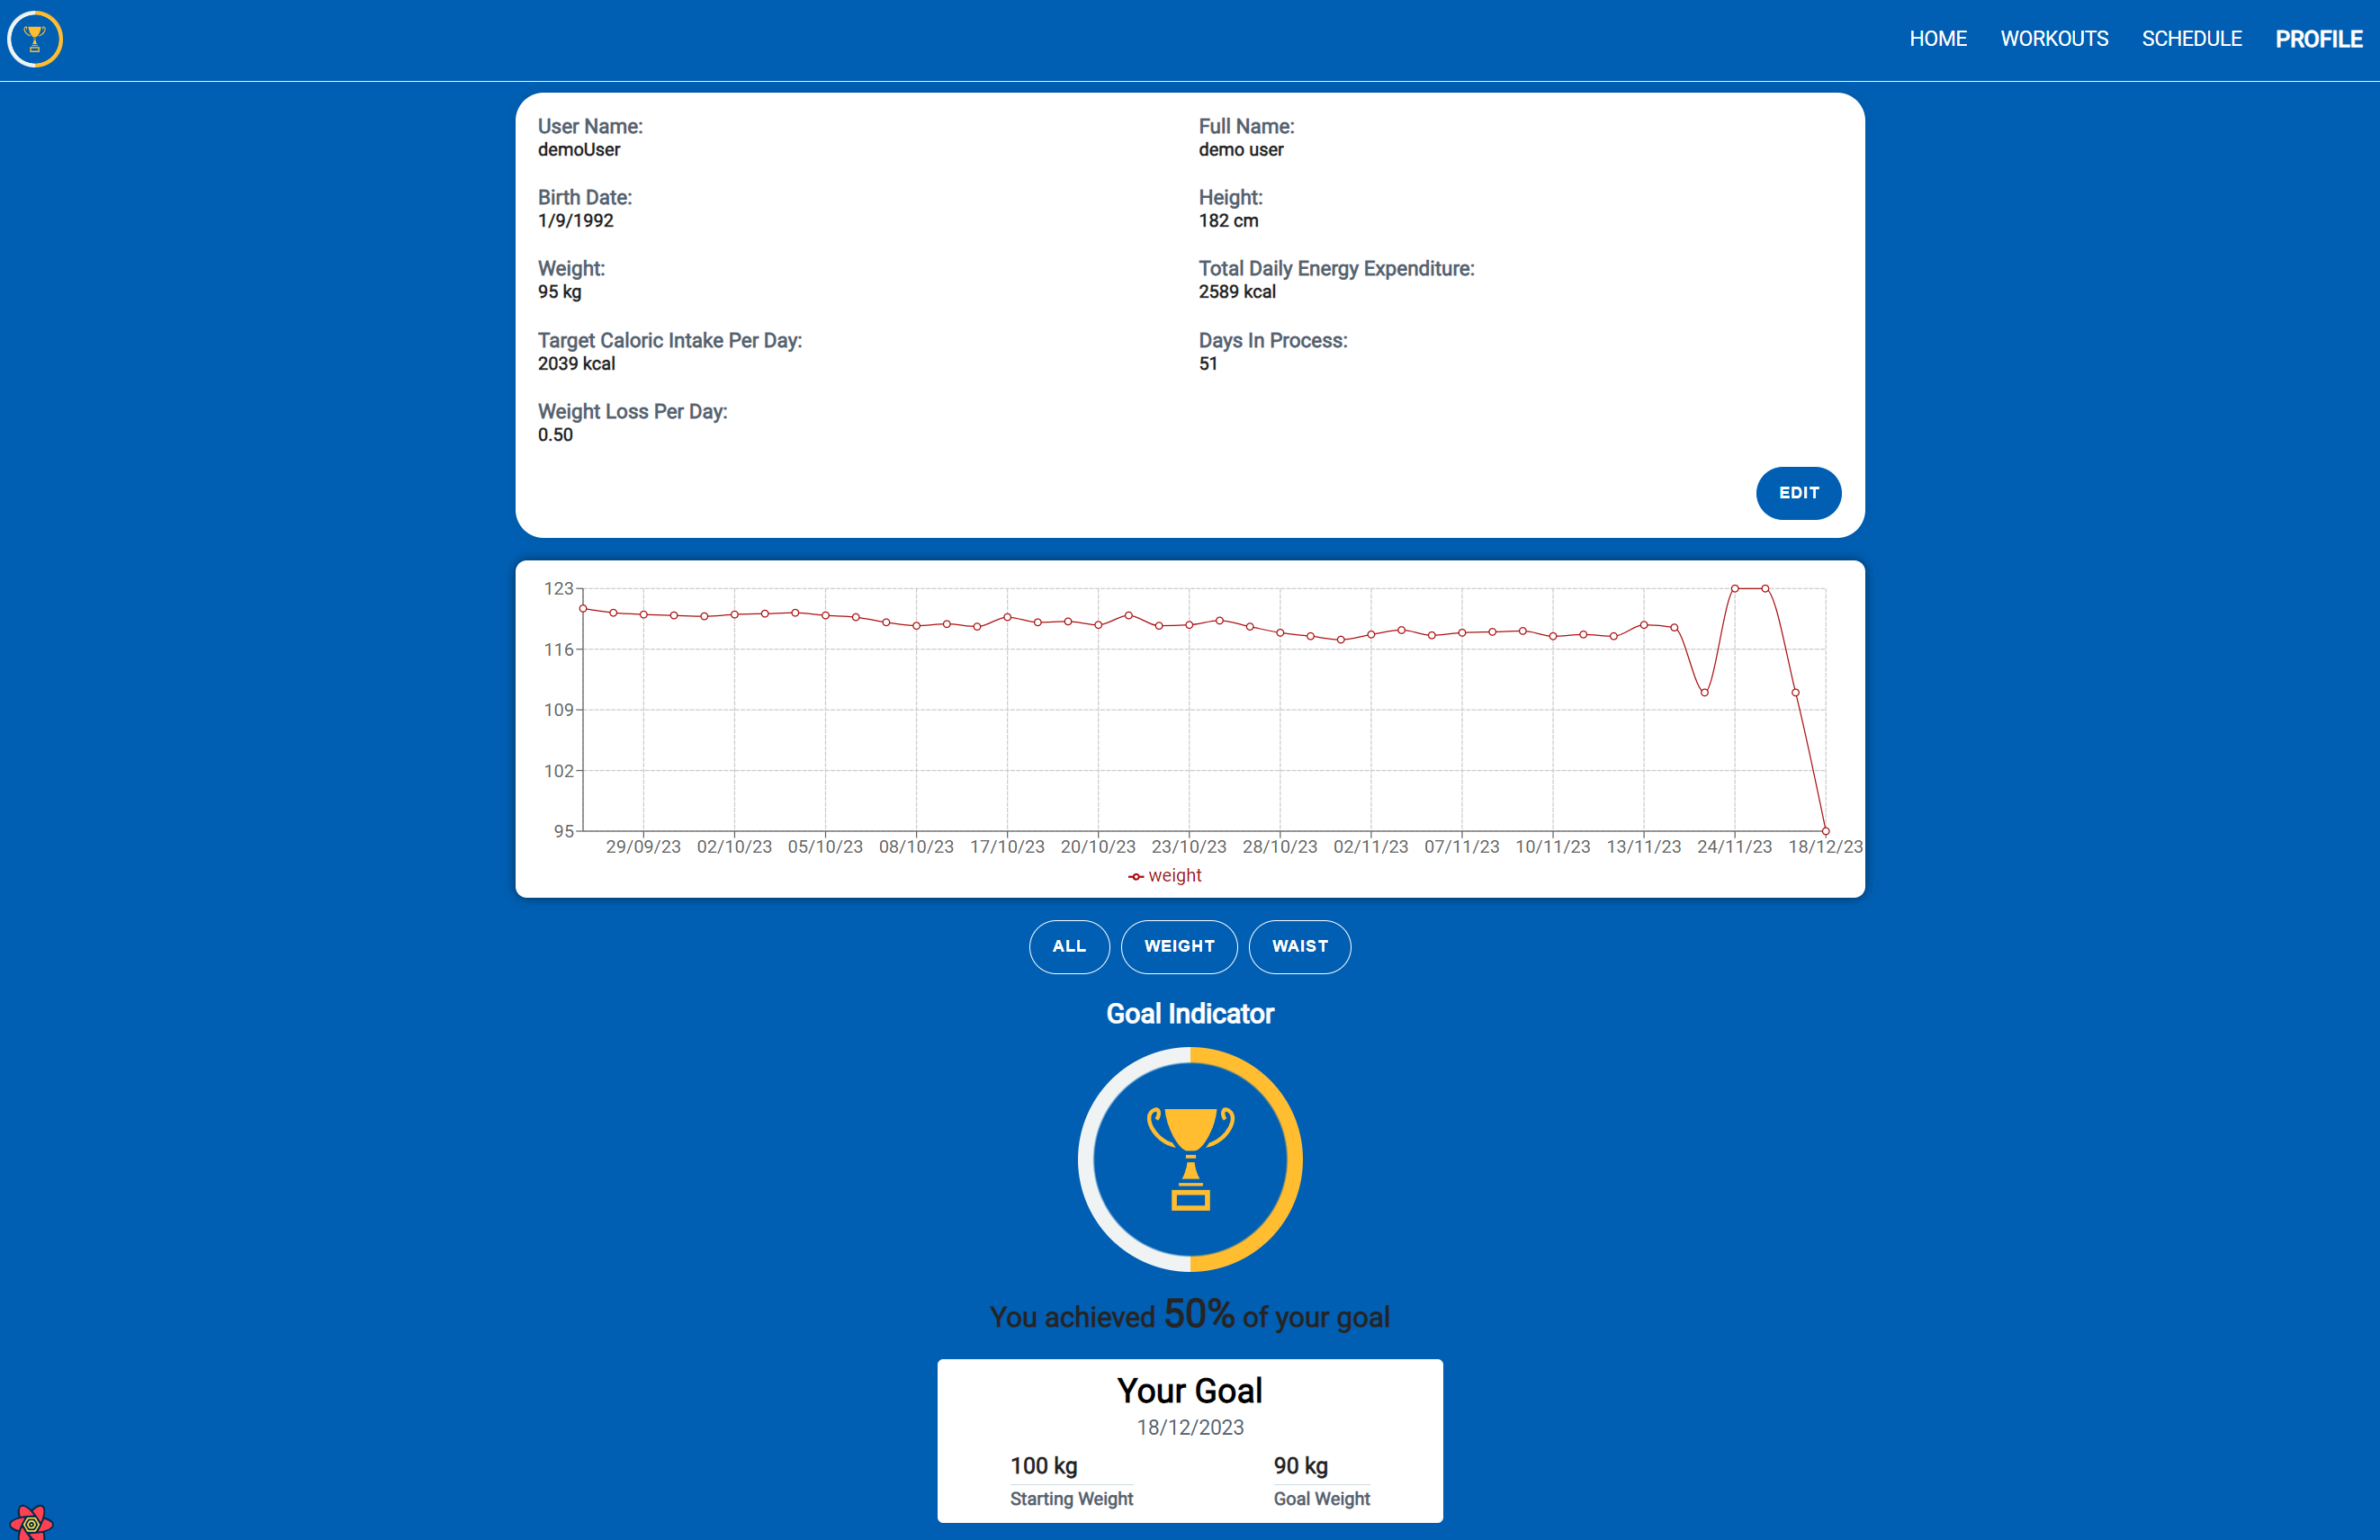 HOME WORKOUTS SCHEDULE PROFILE
User Name:
demoUser
Full Name:
demo user
Birth Date:
1/9/1992
Height:
182 cm
Weight:
95 kg
Total Daily Energy Expenditure:
2589 kcal
Target Caloric Intake Per Day:
2039 kcal
Days In Process:
51
Weight Loss Per Day:
0.50
EDIT
123
116
109
102
95
29/09/23 02/10/23 05/10/23 08/10/23 17/10/23 20/10/23 23/10/23 28/10/23 02/11/23 07/11/23 10/11/23 13/11/23 24/11/23 18/12/23
weight
ALL WEIGHT WAIST
Goal Indicator
You achieved 50% of your goal
Your Goal
18/12/2023
100 kg
Starting Weight
90 kg
Goal Weight